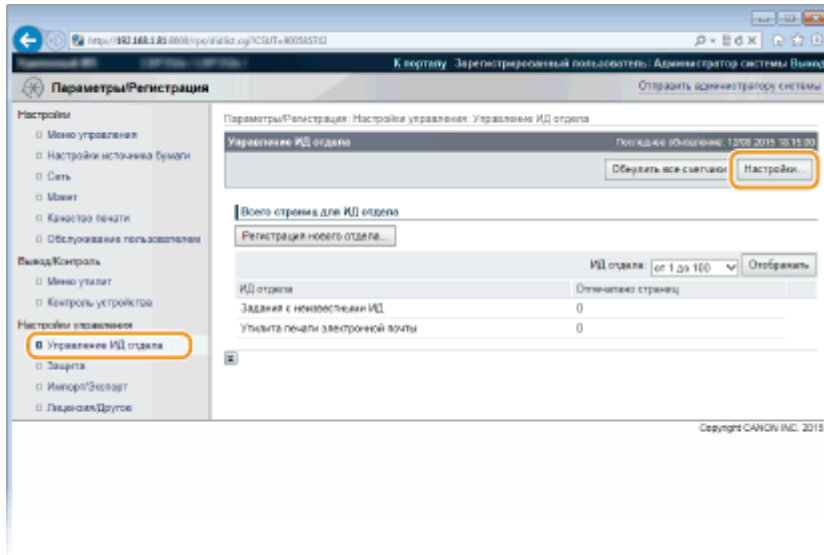 К порталу Зарегистрированный пользователь: Администратор системы Выход
Параметры/Регистрация
Отправить администратору системы
Настройки
Меню управления
Настройки источника бумаги
Сеть
Макет
Качество печати
Обслуживание пользователем
Вывод/Контроль
Меню утилит
Контроль устройства
Настройки управления
Управление ИД отдела
Защита
Импорт/Экспорт
Лицензия/Другое
Параметры/Регистрация: Настройки управления: Управление ИД отдела
Управление ИД отдела
Последнее обновление: 12/08 2015 18:15:00
Обнулить все счетчики
Настройки...
Всего страниц для ИД отдела
Регистрация нового отдела...
ИД отдела: от 1 до 100 Отображать
ИД отдела Отпечатано страниц
Задания с неизвестными ИД 0
Утилита печати электронной почты 0
Copyright CANON INC. 2015